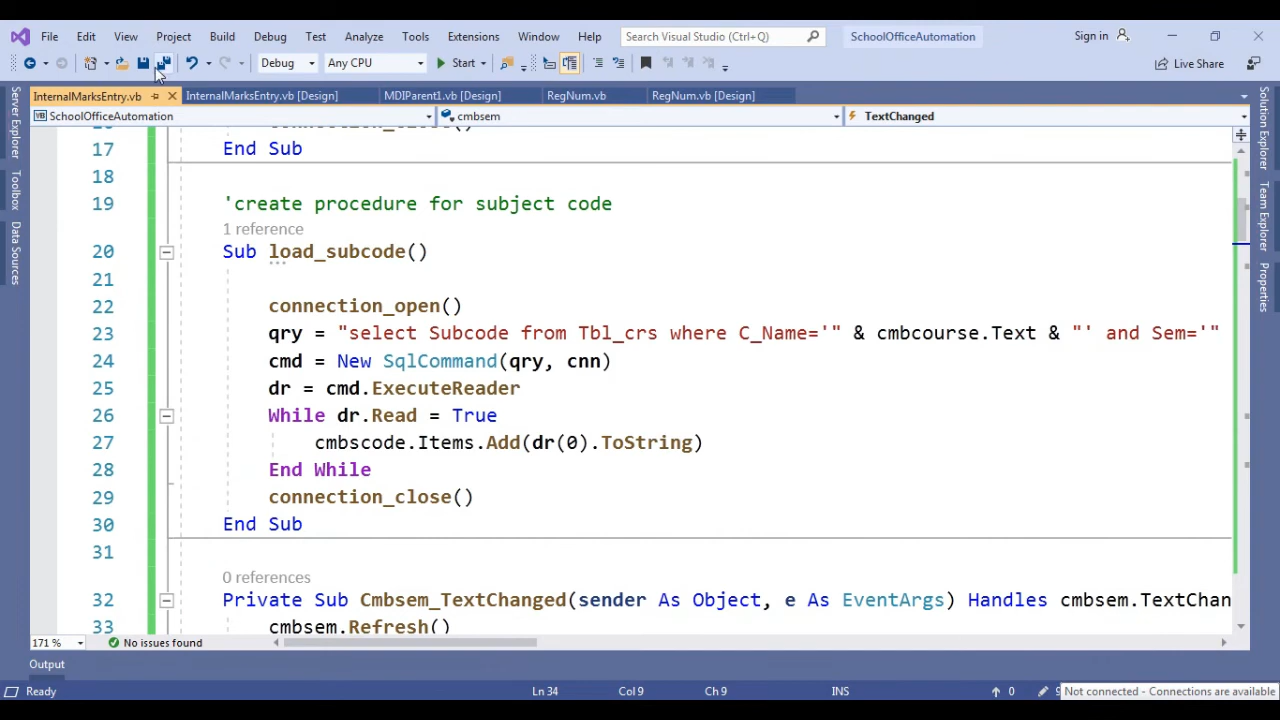 File Edit View Project Build Debug Test Analyze Tools Extensions Window Help Search Visual Studio (Ctrl+Q) SchoolOfficeAutomation Sign in
Debug Any CPU Start Live Share
InternalMarksEntry.vb InternalMarksEntry.vb [Design] MDIParent1.vb [Design] RegNum.vb RegNum.vb [Design]
SchoolOfficeAutomation cmbsem TextChanged
Server Explorer
Toolbox
Data Sources
Solution Explorer
Team Explorer
Properties
17 End Sub
18
19 'create procedure for subject code
1 reference
20 Sub load_subcode()
21
22 connection_open()
23 qry = "select Subcode from Tbl_crs where C_Name='" & cmbcourse.Text & "' and Sem='"
24 cmd = New SqlCommand(qry, cnn)
25 dr = cmd.ExecuteReader
26 While dr.Read = True
27 cmbscode.Items.Add(dr(0).ToString)
28 End While
29 connection_close()
30 End Sub
31
0 references
32 Private Sub Cmbsem_TextChanged(sender As Object, e As EventArgs) Handles cmbsem.TextChan
33 cmbsem.Refresh()
171 % No issues found
Output
Ready Ln 34 Col 9 Ch 9 INS 0 Not connected - Connections are available